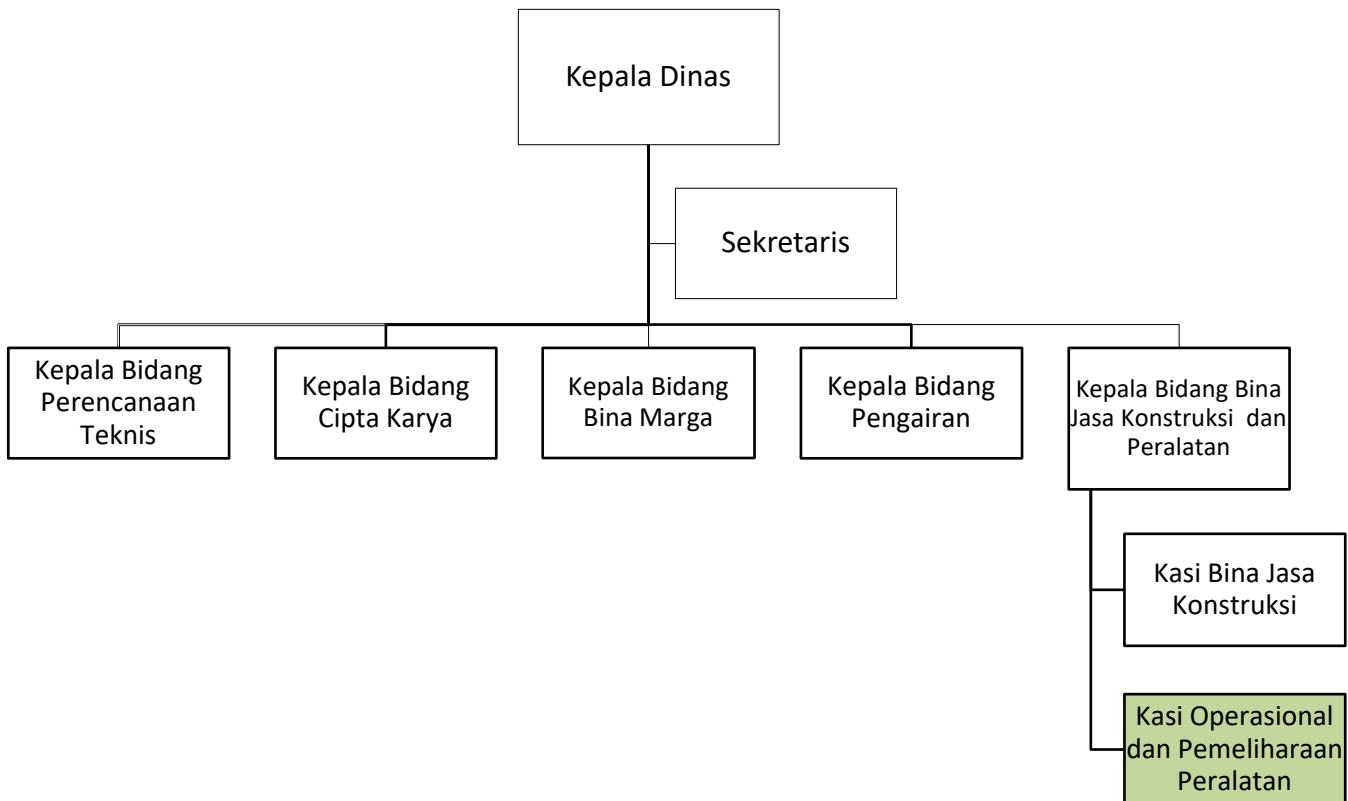 Kepala Dinas
Sekretaris
Kepala Bidang
Perencanaan
Teknis
Kepala Bidang
Cipta Karya
Kepala Bidang
Bina Marga
Kepala Bidang
Pengairan
Kepala Bidang Bina
Jasa Konstruksi dan
Peralatan
Kasi Bina Jasa
Konstruksi
Kasi Operasional
dan Pemeliharaan
Peralatan